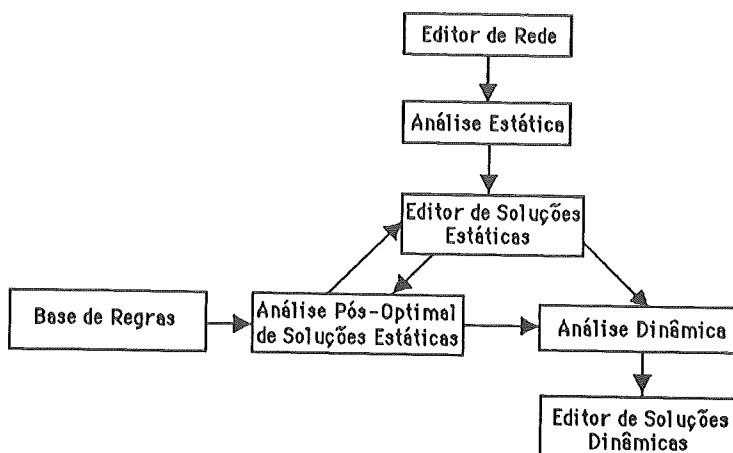 Editor de Rede
Análise Estática
Editor de Soluções
Estáticas
Base de Regras
Análise Pós-Optimal
de Soluções Estáticas
Análise Dinâmica
Editor de Soluções
Dinâmicas